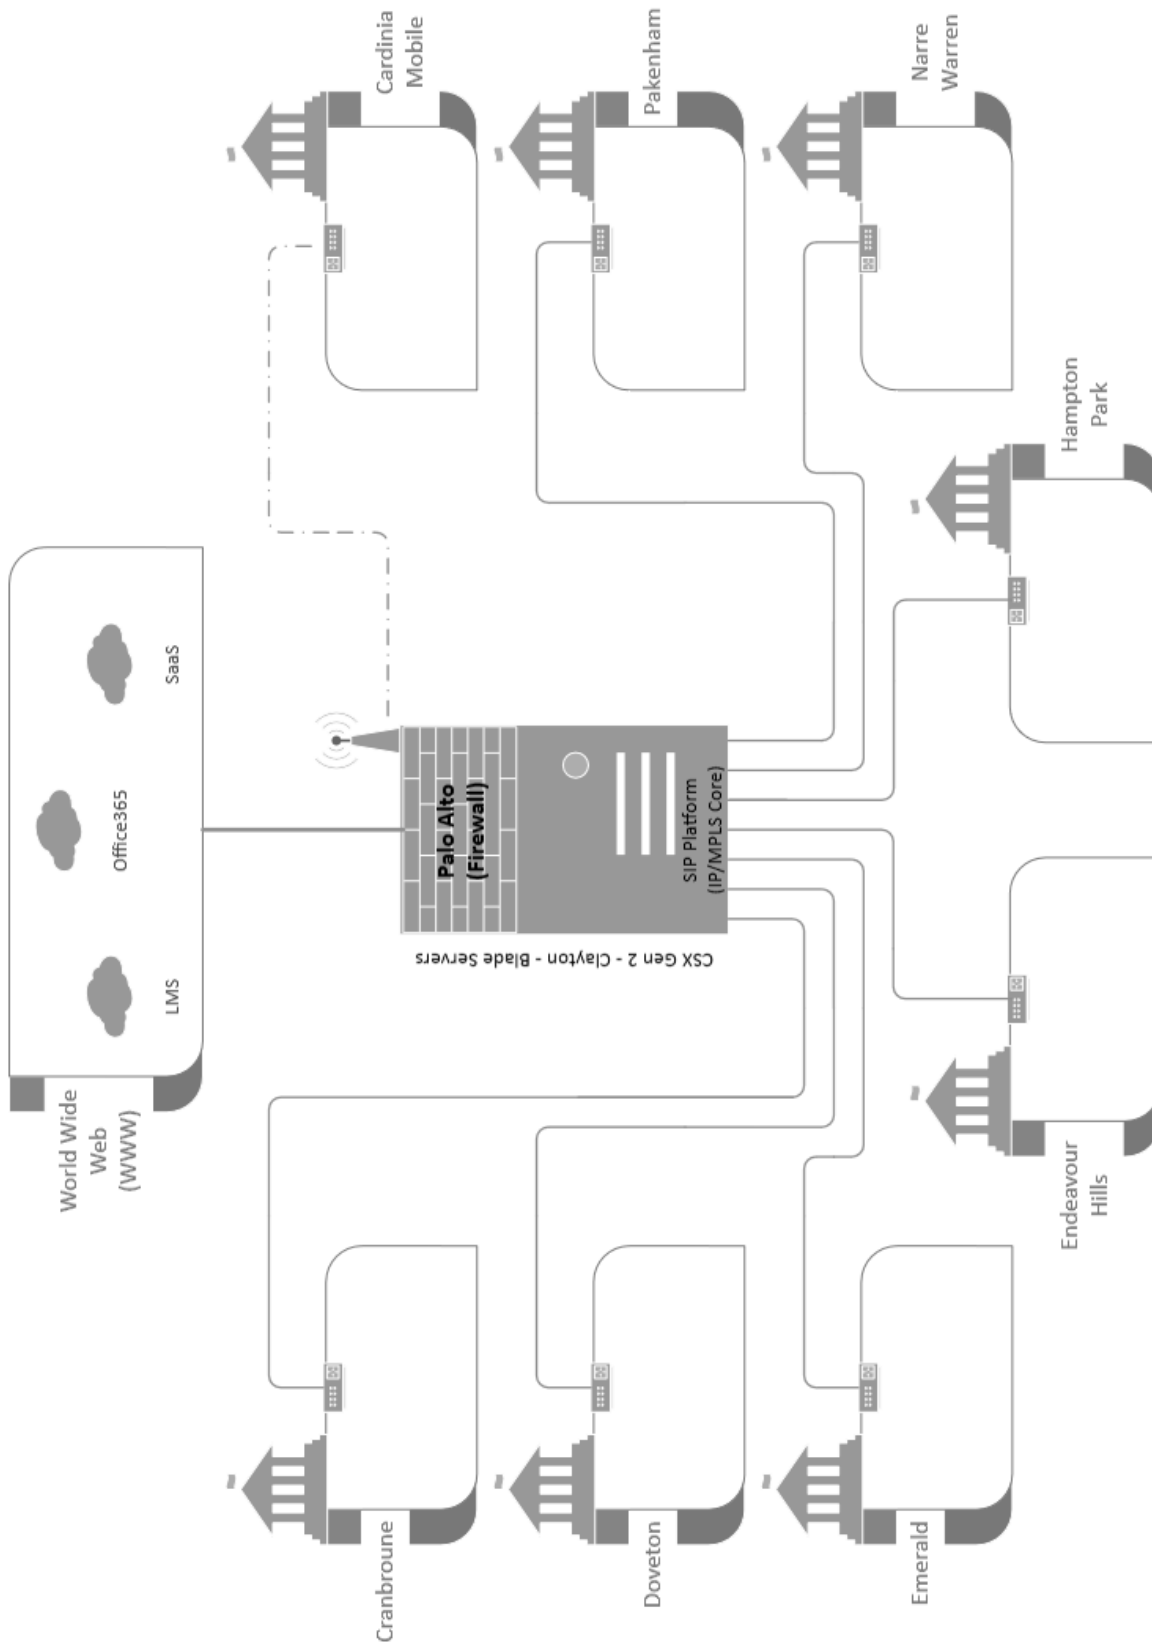 World Wide
Web
(WWW)
LMS
Office365
SaaS
Palo Alto
(Firewall)
SIP Platform
(IP/MPLS Core)
CSX Gen 2 - Clayton - Blade Servers
Cranbroune
Doveton
Emerald
Endeavour
Hills
Hampton
Park
Narre
Warren
Pakenham
Cardinia
Mobile